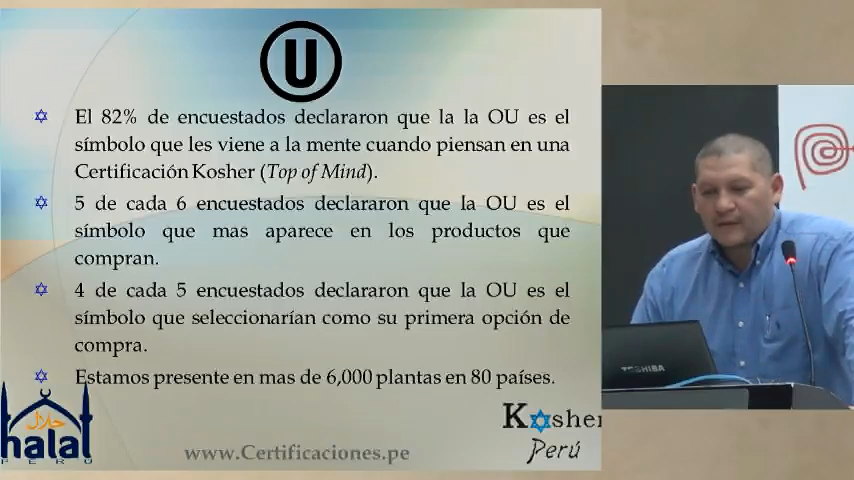 U
El 82% de encuestados declararon que la la OU es el
símbolo que les viene a la mente cuando piensan en una
Certificación Kosher (Top of Mind).
5 de cada 6 encuestados declararon que la OU es el
símbolo que mas aparece en los productos que
compran.
4 de cada 5 encuestados declararon que la OU es el
símbolo que seleccionarían como su primera opción de
compra.
Estamos presente en mas de 6,000 plantas en 80 países.
حلال
halal
PERU
www.Certificaciones.pe
Kosher
Perú
TOSHIBA